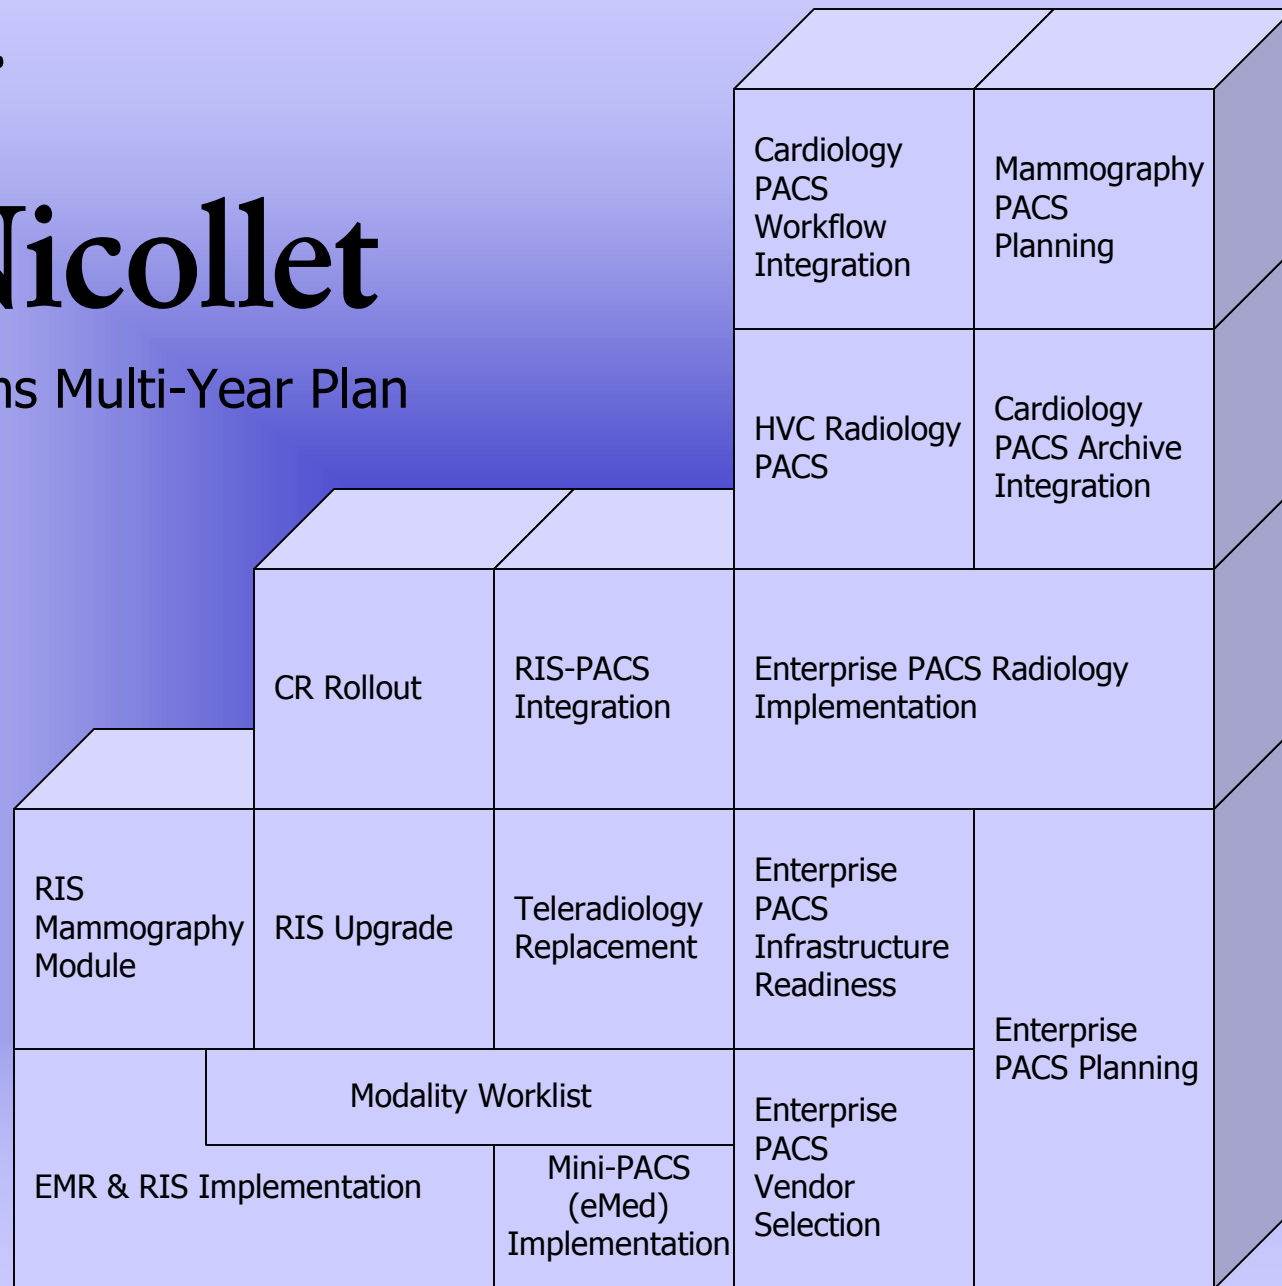 Nicollet
ns Multi-Year Plan
Cardiology
PACS
Workflow
Integration
Mammography
PACS
Planning
HVC Radiology
PACS
Cardiology
PACS Archive
Integration
CR Rollout
RIS-PACS
Integration
Enterprise PACS Radiology
Implementation
RIS
Mammography
Module
RIS Upgrade
Teleradiology
Replacement
Enterprise
PACS
Infrastructure
Readiness
Enterprise
PACS Planning
Modality Worklist
EMR & RIS Implementation
Mini-PACS
(eMed)
Implementation
Enterprise
PACS
Vendor
Selection